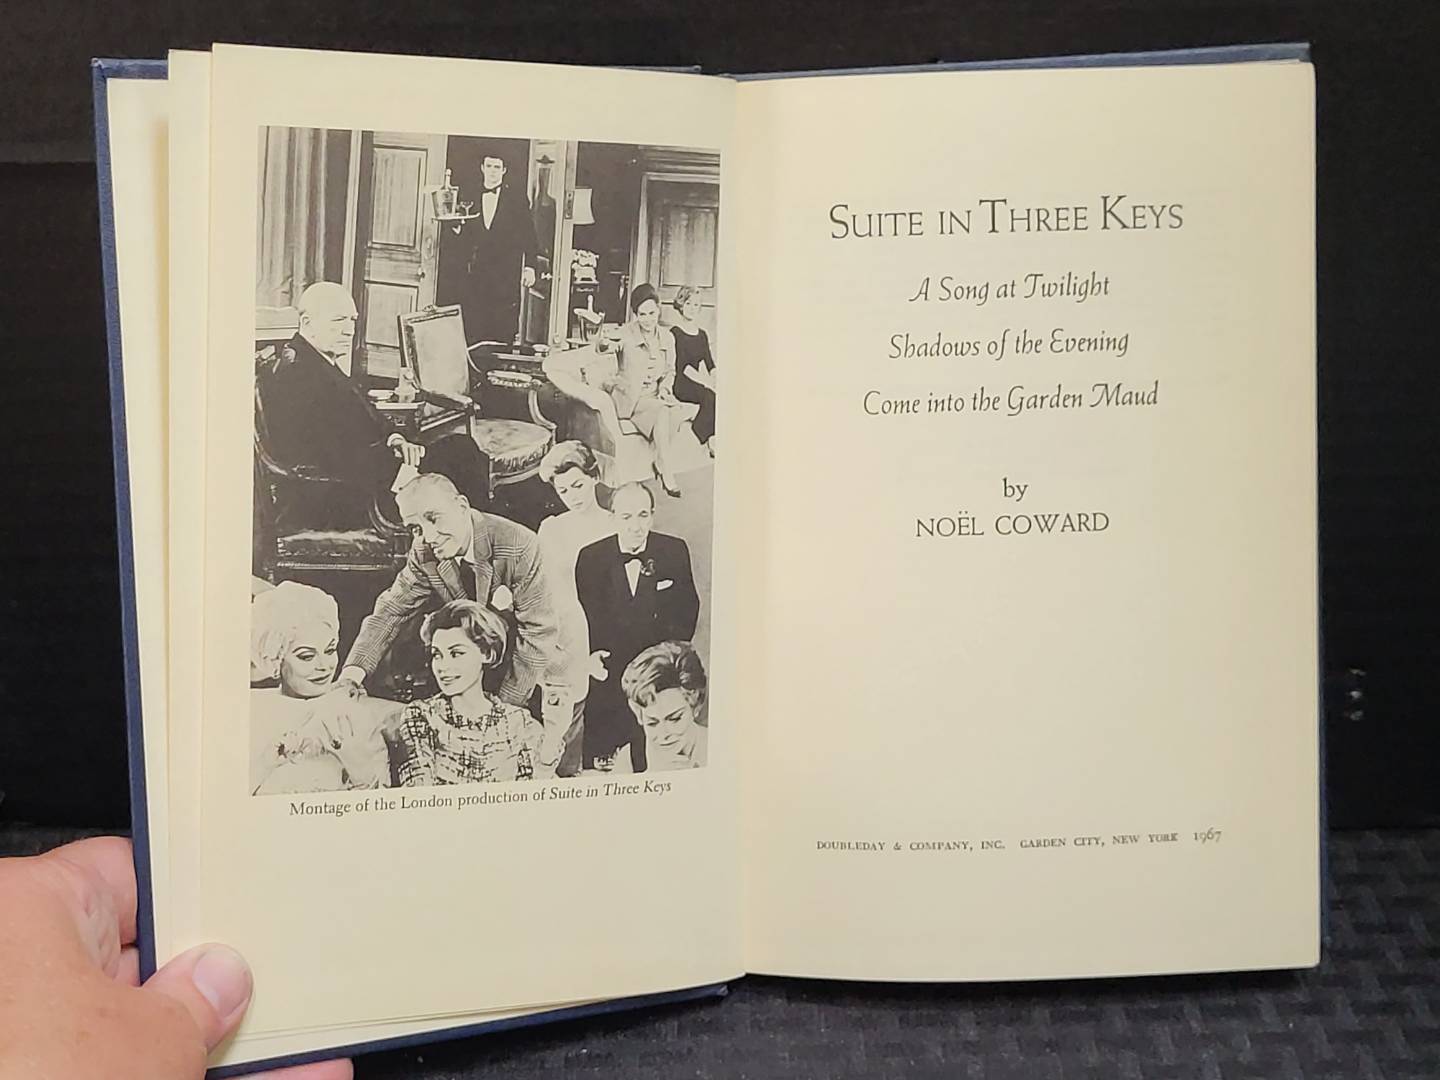 Montage of the London production of Suite in Three Keys
SUITE IN THREE KEYS
A Song at Twilight
Shadows of the Evening
Come into the Garden Maud
by
NOËL COWARD
DOUBLEDAY & COMPANY, INC. GARDEN CITY, NEW YORK 1967